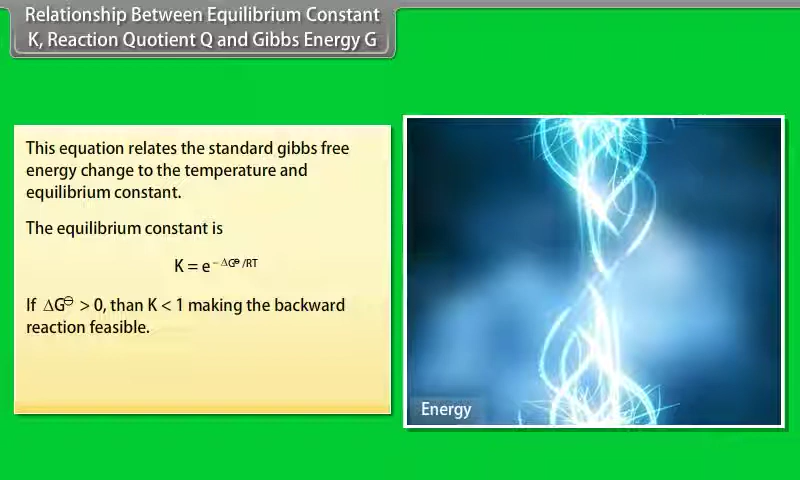 Relationship Between Equilibrium Constant
K, Reaction Quotient Q and Gibbs Energy G
This equation relates the standard gibbs free
energy change to the temperature and
equilibrium constant.
The equilibrium constant is
K = e⁻ ΔG⊖ /RT
If ΔG⊖ > 0, than K < 1 making the backward
reaction feasible.
Energy